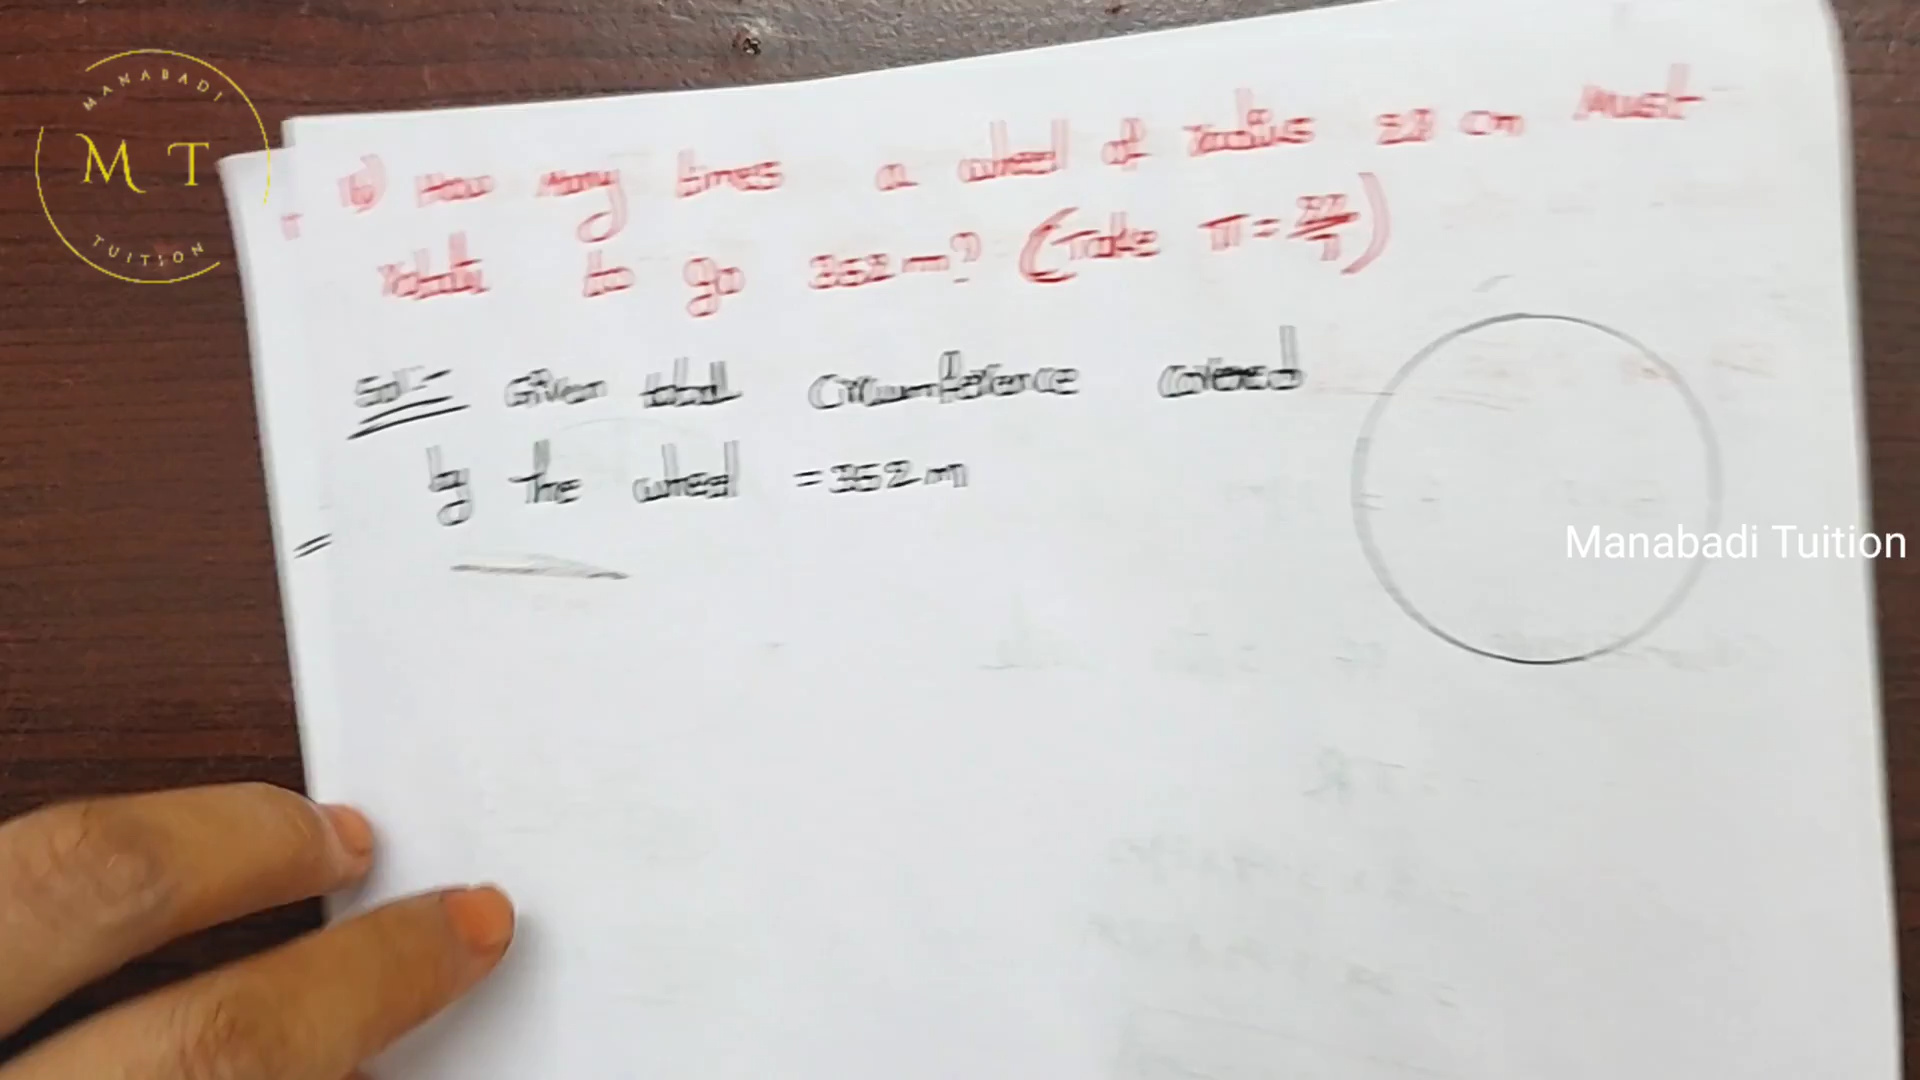 MANABADI
MT
TUITION
16) How Many times a wheel of radius 28 cm Must
rotate to go 352 m? (Take π = 22/7)
Sol:- Given total Circumference covered
by the wheel = 352 m
Manabadi Tuition